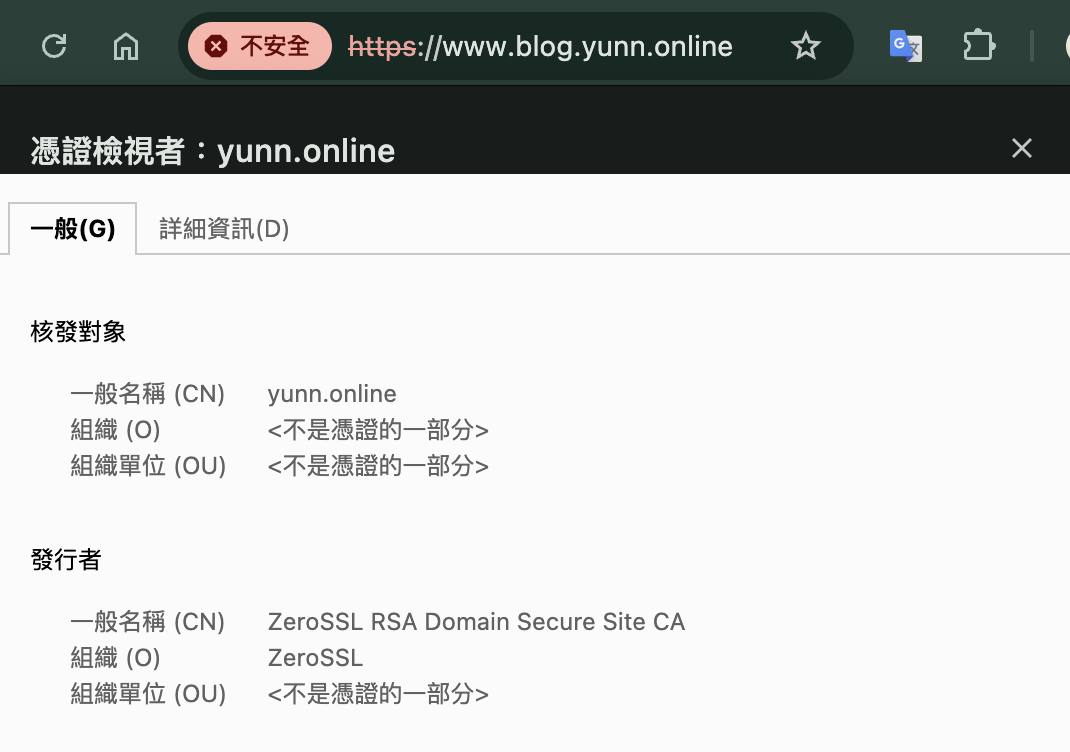 不安全 https://www.blog.yunn.online
憑證檢視者：yunn.online
一般(G) 詳細資訊(D)
核發對象
一般名稱 (CN) yunn.online
組織 (O) <不是憑證的一部分>
組織單位 (OU) <不是憑證的一部分>
發行者
一般名稱 (CN) ZeroSSL RSA Domain Secure Site CA
組織 (O) ZeroSSL
組織單位 (OU) <不是憑證的一部分>